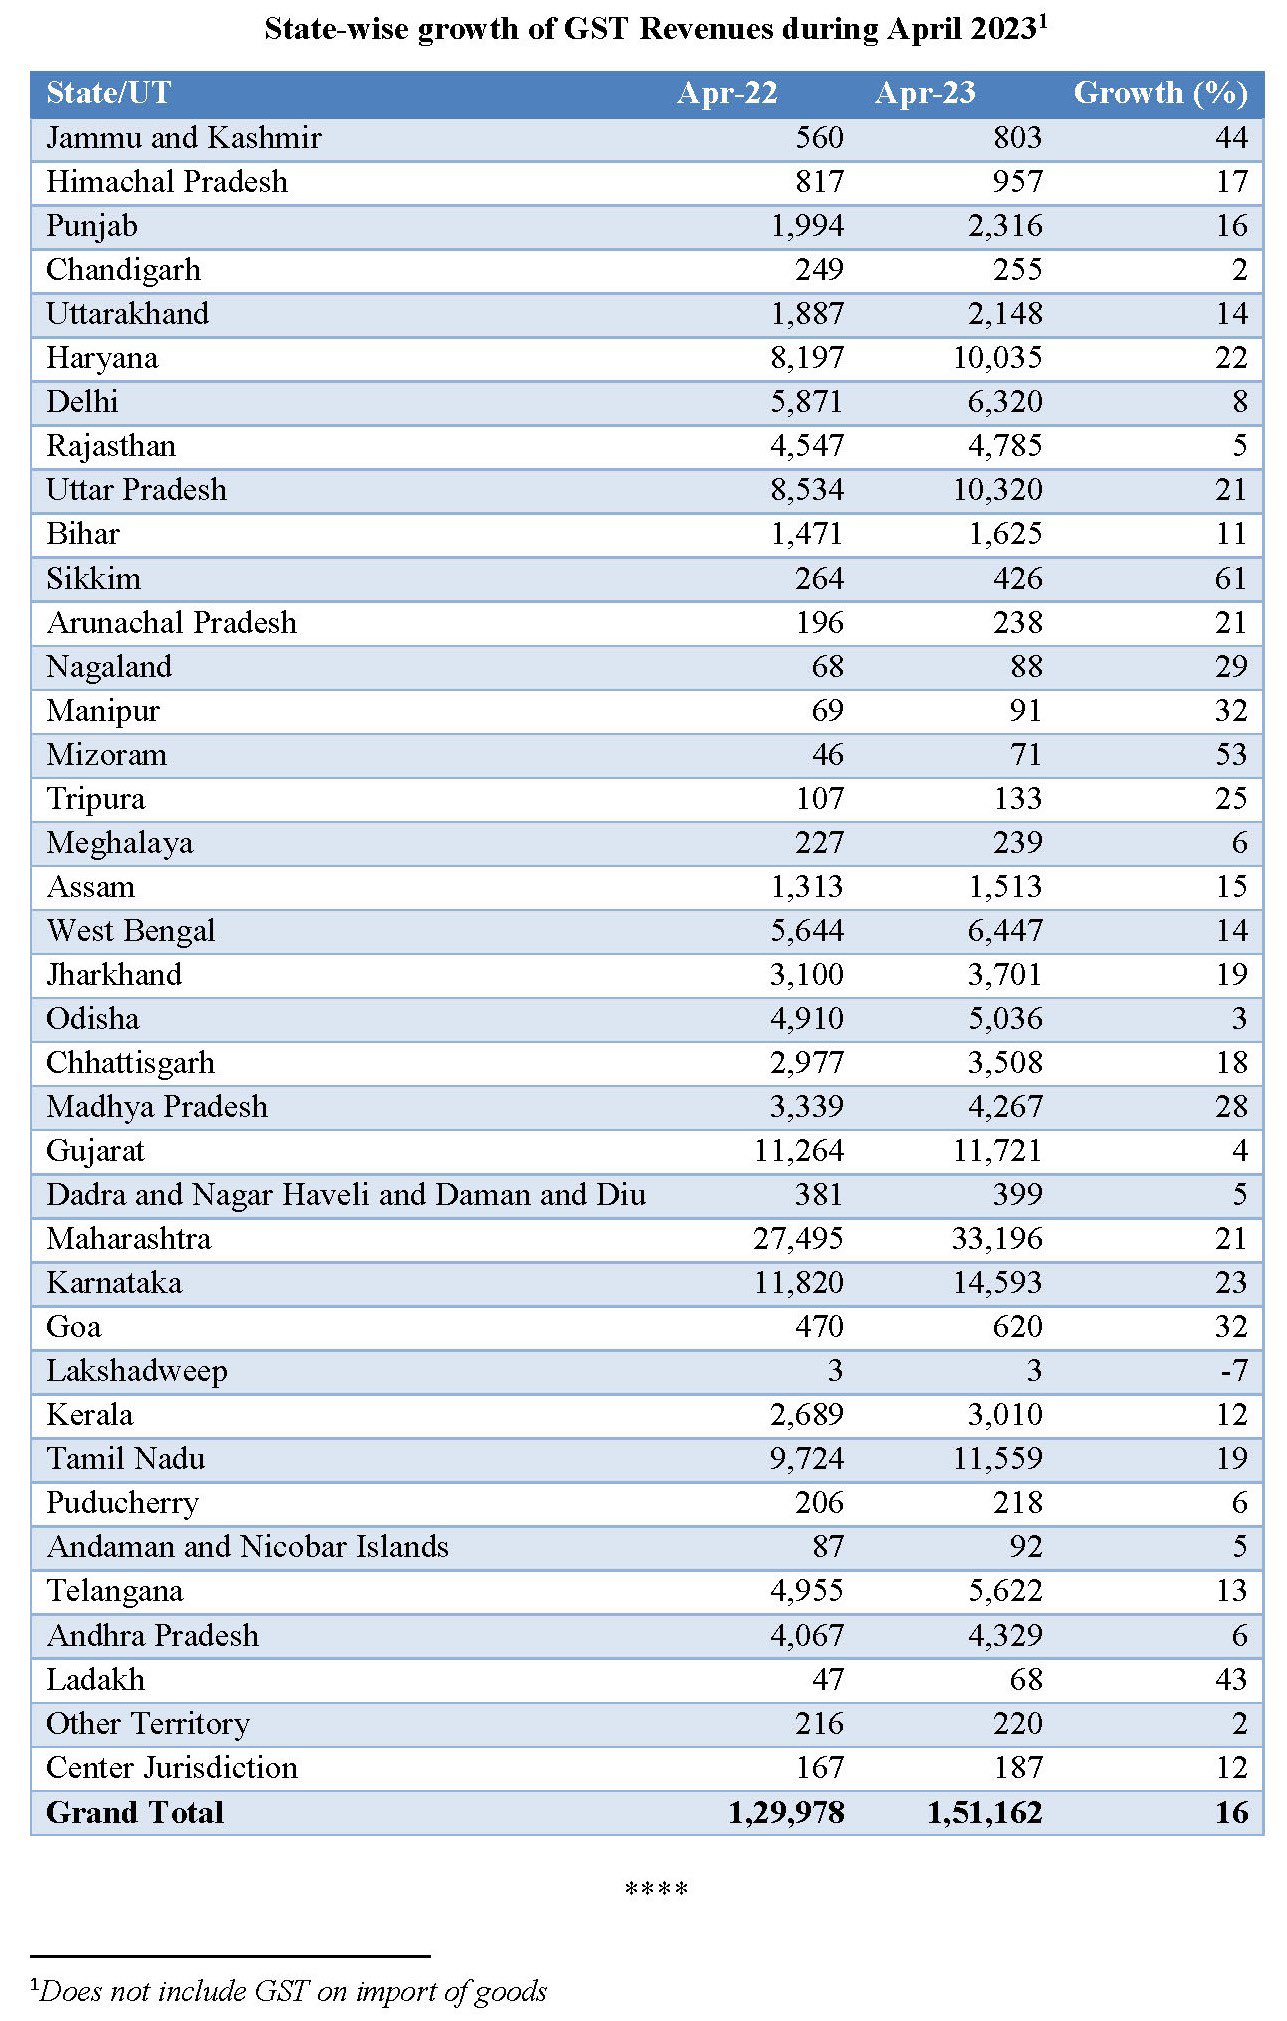 State-wise growth of GST Revenues during April 2023¹
State/UT Apr-22 Apr-23 Growth (%)
Jammu and Kashmir 560 803 44
Himachal Pradesh 817 957 17
Punjab 1,994 2,316 16
Chandigarh 249 255 2
Uttarakhand 1,887 2,148 14
Haryana 8,197 10,035 22
Delhi 5,871 6,320 8
Rajasthan 4,547 4,785 5
Uttar Pradesh 8,534 10,320 21
Bihar 1,471 1,625 11
Sikkim 264 426 61
Arunachal Pradesh 196 238 21
Nagaland 68 88 29
Manipur 69 91 32
Mizoram 46 71 53
Tripura 107 133 25
Meghalaya 227 239 6
Assam 1,313 1,513 15
West Bengal 5,644 6,447 14
Jharkhand 3,100 3,701 19
Odisha 4,910 5,036 3
Chhattisgarh 2,977 3,508 18
Madhya Pradesh 3,339 4,267 28
Gujarat 11,264 11,721 4
Dadra and Nagar Haveli and Daman and Diu 381 399 5
Maharashtra 27,495 33,196 21
Karnataka 11,820 14,593 23
Goa 470 620 32
Lakshadweep 3 3 -7
Kerala 2,689 3,010 12
Tamil Nadu 9,724 11,559 19
Puducherry 206 218 6
Andaman and Nicobar Islands 87 92 5
Telangana 4,955 5,622 13
Andhra Pradesh 4,067 4,329 6
Ladakh 47 68 43
Other Territory 216 220 2
Center Jurisdiction 167 187 12
Grand Total 1,29,978 1,51,162 16
****
¹Does not include GST on import of goods